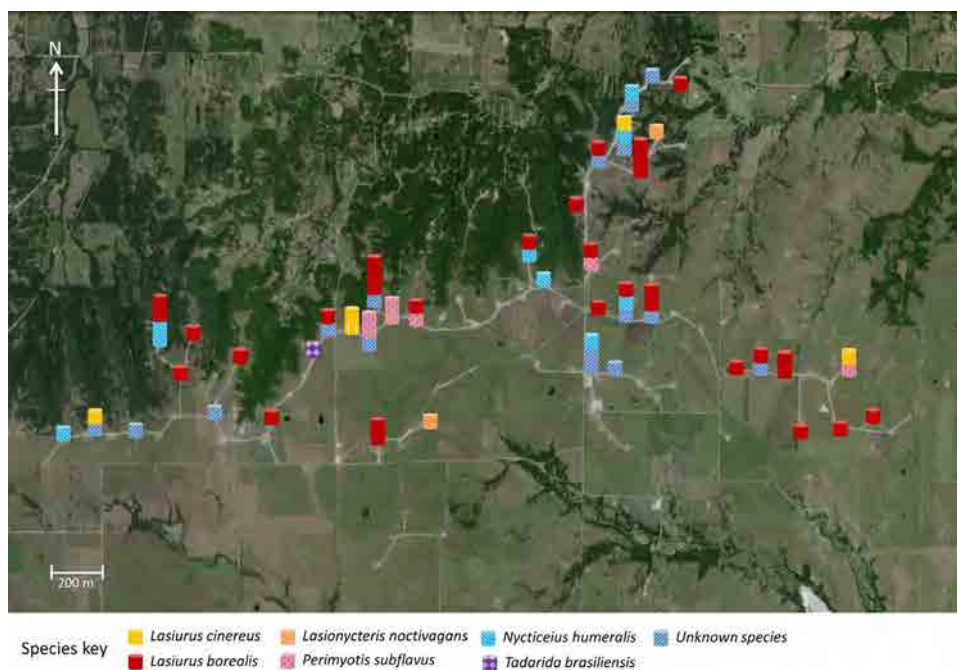 N
200 m
Species key
Lasiurus cinereus
Lasionycteris noctivagans
Nycticeius humeralis
Unknown species
Lasiurus borealis
Perimyotis subflavus
Tadarida brasiliensis